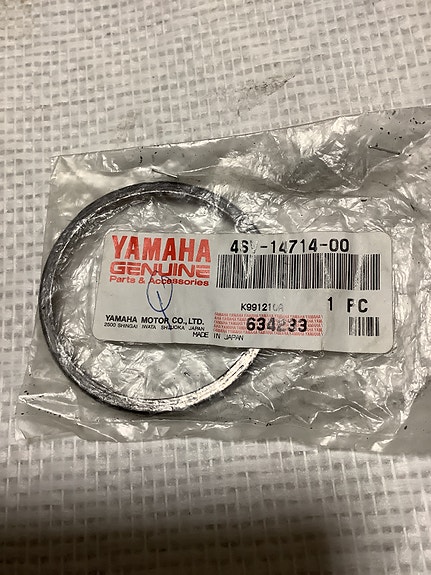 YAMAHA
GENUINE
Parts & Accessories
-14714-00
1 PC
634233
YAMAHA MOTOR CO., LTD.
2500 SHINGAI IWATA SHIZUOKA JAPAN
MADE IN JAPAN